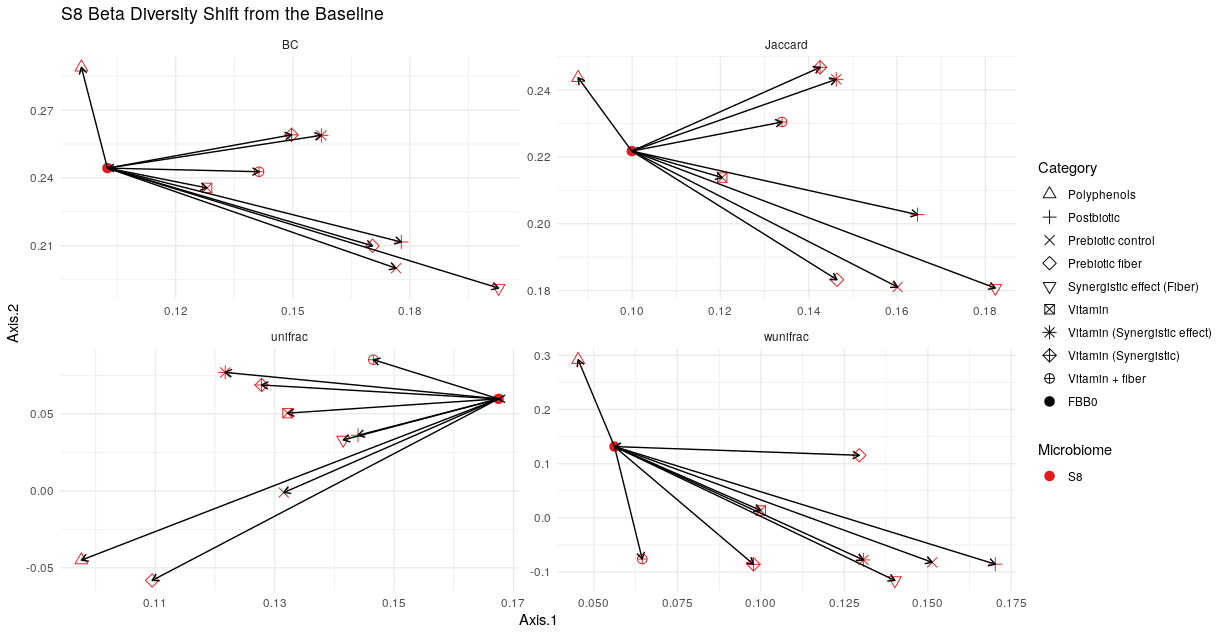 S8 Beta Diversity Shift from the Baseline
BC
Jaccard
0.27
0.24
0.21
0.12
0.15
0.18
0.24
0.22
0.20
0.18
0.10
0.12
0.14
0.16
0.18
unifrac
wunifrac
0.05
0.00
-0.05
0.11
0.13
0.15
0.17
0.3
0.2
0.1
0.0
-0.1
0.050
0.075
0.100
0.125
0.150
0.175
Axis.2
Axis.1
Category
Polyphenols
Postbiotic
Prebiotic control
Prebiotic fiber
Synergistic effect (Fiber)
Vitamin
Vitamin (Synergistic effect)
Vitamin (Synergistic)
Vitamin + fiber
FBB0
Microbiome
S8